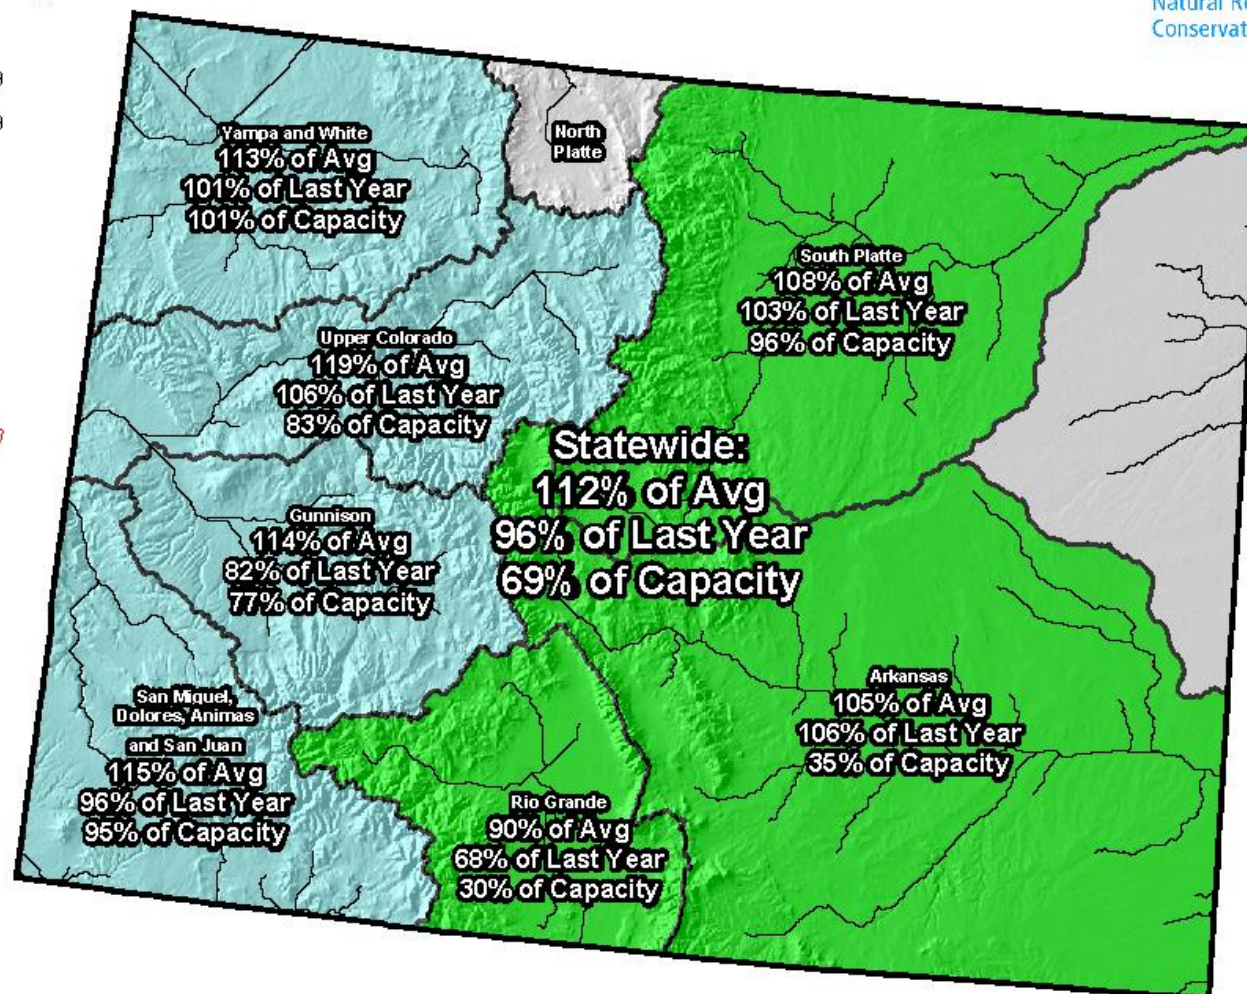 Natural Re
Conservat
Yampa and White
113% of Avg
101% of Last Year
101% of Capacity
North
Platte
South Platte
108% of Avg
103% of Last Year
96% of Capacity
Upper Colorado
119% of Avg
106% of Last Year
83% of Capacity
Statewide:
112% of Avg
96% of Last Year
69% of Capacity
Gunnison
114% of Avg
82% of Last Year
77% of Capacity
San Miguel,
Dolores, Animas
and San Juan
115% of Avg
96% of Last Year
95% of Capacity
Arkansas
105% of Avg
106% of Last Year
35% of Capacity
Rio Grande
90% of Avg
68% of Last Year
30% of Capacity